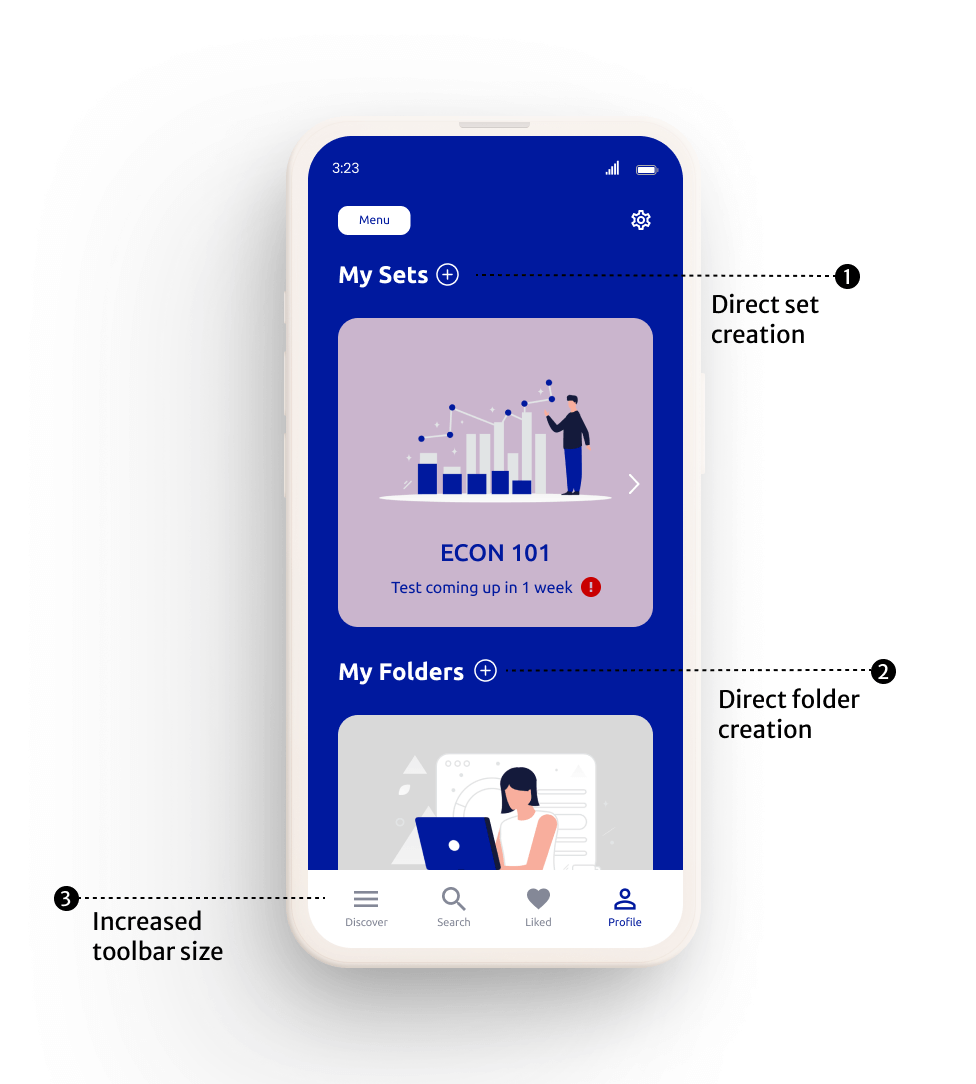 3:23
Menu
My Sets
1
Direct set
creation
ECON 101
Test coming up in 1 week !
My Folders
2
Direct folder
creation
3
Increased
toolbar size
Discover
Search
Liked
Profile